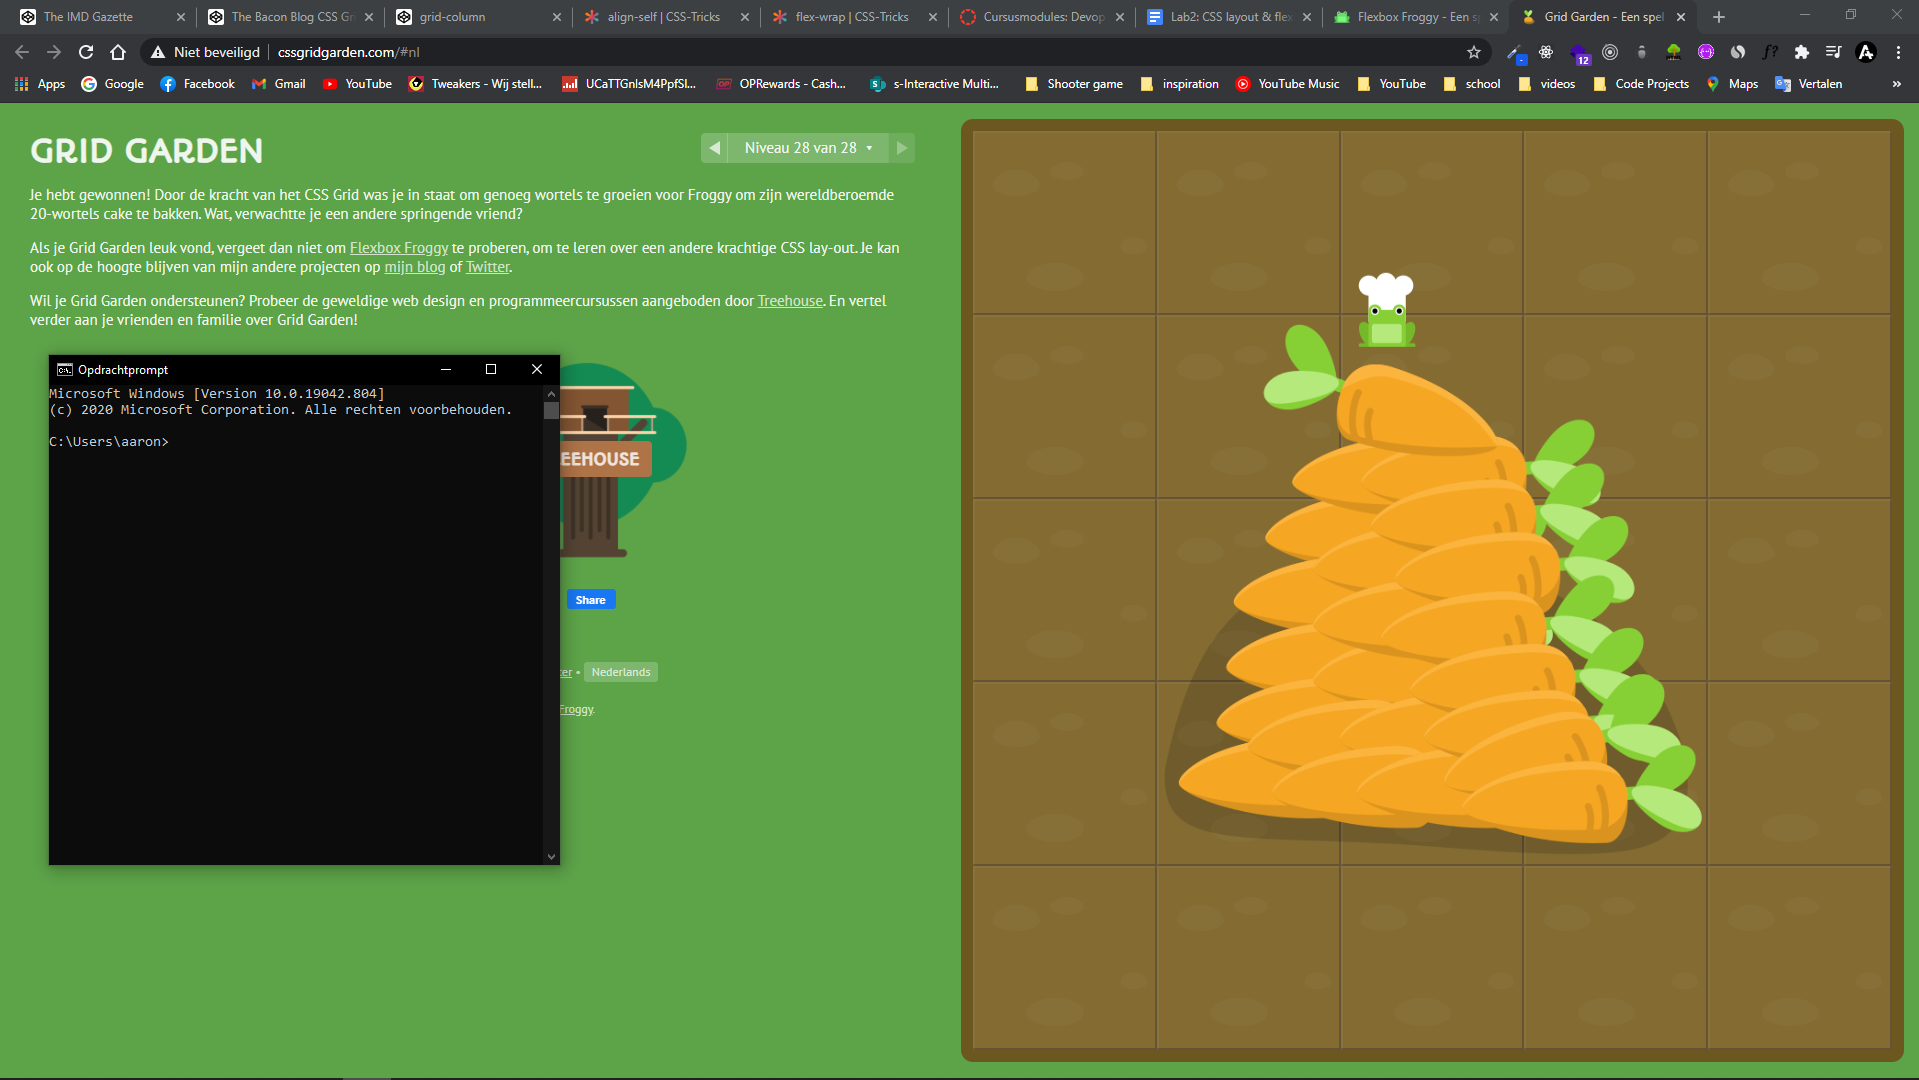 The IMD Gazette
The Bacon Blog CSS Gr
grid-column
align-self | CSS-Tricks
flex-wrap | CSS-Tricks
Cursusmodules: Devop
Lab2: CSS layout & flex
Flexbox Froggy - Een sp
Grid Garden - Een spel
Niet beveiligd
cssgridgarden.com/#nl
12
Apps
Google
Facebook
Gmail
YouTube
Tweakers - Wij stell...
UCaTTGnlsM4PpfSl...
OPRewards - Cash...
s-Interactive Multi...
Shooter game
inspiration
YouTube Music
YouTube
school
videos
Code Projects
Maps
Vertalen
»
GRID GARDEN
Niveau 28 van 28
Je hebt gewonnen! Door de kracht van het CSS Grid was je in staat om genoeg wortels te groeien voor Froggy om zijn wereldberoemde
20-wortels cake te bakken. Wat, verwachtte je een andere springende vriend?
Als je Grid Garden leuk vond, vergeet dan niet om Flexbox Froggy te proberen, om te leren over een andere krachtige CSS lay-out. Je kan
ook op de hoogte blijven van mijn andere projecten op mijn blog of Twitter.
Wil je Grid Garden ondersteunen? Probeer de geweldige web design en programmeercursussen aangeboden door Treehouse. En vertel
verder aan je vrienden en familie over Grid Garden!
Opdrachtprompt
Microsoft Windows [Version 10.0.19042.804]
(c) 2020 Microsoft Corporation. Alle rechten voorbehouden.
C:\Users\aaron>
EEHOUSE
Share
ter • Nederlands
Froggy.